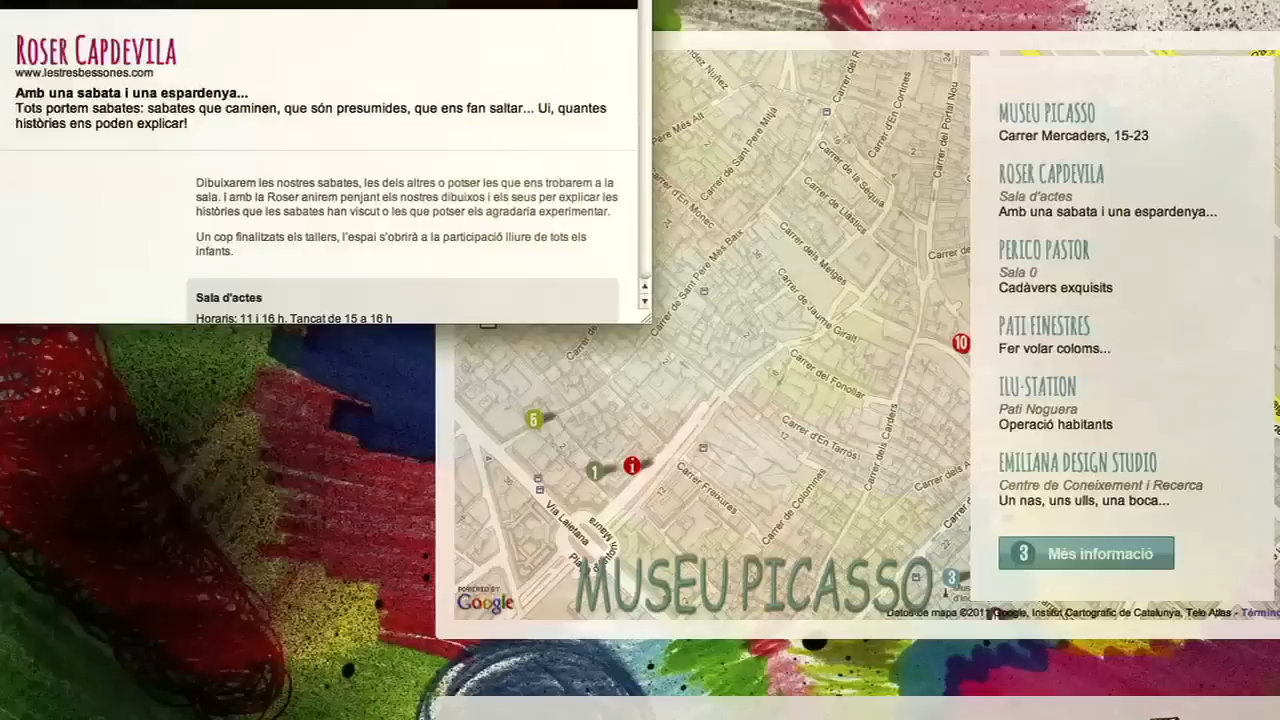 ROSER CAPDEVILA
www.lestresbessones.com
Amb una sabata i una espardenya...
Tots portem sabates: sabates que caminen, que són presumides, que ens fan saltar... Ui, quantes
històries ens poden explicar!
Dibuixarem les nostres sabates, les dels altres o potser les que ens trobarem a la
sala. I amb la Roser anirem penjant els nostres dibuixos i els seus per explicar les
històries que les sabates han viscut o les que potser els agradaria experimentar.
Un cop finalitzats els tallers, l'espai s'obrirà a la participació lliure de tots els
infants.
Sala d'actes
Horaris: 11 i 16 h. Tancat de 15 a 16 h
MUSEU PICASSO
Carrer Mercaders, 15-23
ROSER CAPDEVILA
Sala d'actes
Amb una sabata i una espardenya...
PERICO PASTOR
Sala 0
Cadàvers exquisits
PATI FINESTRES
Fer volar coloms...
ILU-STATION
Pati Noguera
Operació habitants
EMILIANA DESIGN STUDIO
Centre de Coneixement i Recerca
Un nas, uns ulls, una boca...
3 Més informació
Carrer de Sant Pere Mitjà
Carrer d'En Cortines
Carrer del Portal Nou
Carrer de la Sèquia
Carrer de Llàstics
Carrer d'En Monec
Carrer dels Metges
Carrer de Sant Pere Més Baix
Carrer de Jaume Giralt
Carrer del Fonollar
Carrer d'En Tarròs
Carrer dels Carders
Carrer Freixures
Carrer de Colomines
Via Laietana
10
6
1
i
3
MUSEU PICASSO
POWERED BY
Google
Datos de mapa ©2011 Google, Institut Cartogràfic de Catalunya, Tele Atlas -